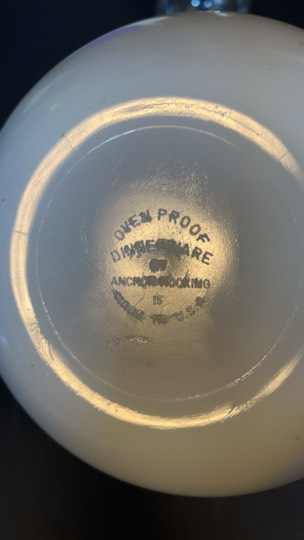 OVEN PROOF
DINNERWARE
BY
ANCHOR HOCKING
15
MADE IN U.S.A.